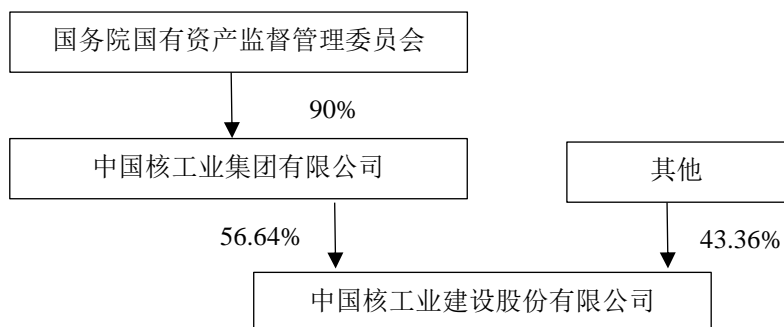 国务院国有资产监督管理委员会
90%
中国核工业集团有限公司
其他
56.64%
43.36%
中国核工业建设股份有限公司